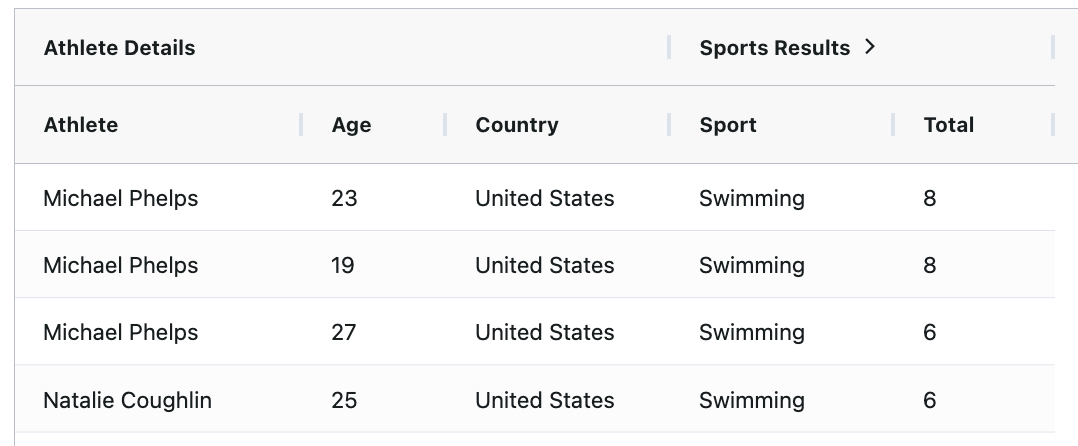 Athlete Details Sports Results
Athlete Age Country Sport Total
Michael Phelps 23 United States Swimming 8
Michael Phelps 19 United States Swimming 8
Michael Phelps 27 United States Swimming 6
Natalie Coughlin 25 United States Swimming 6